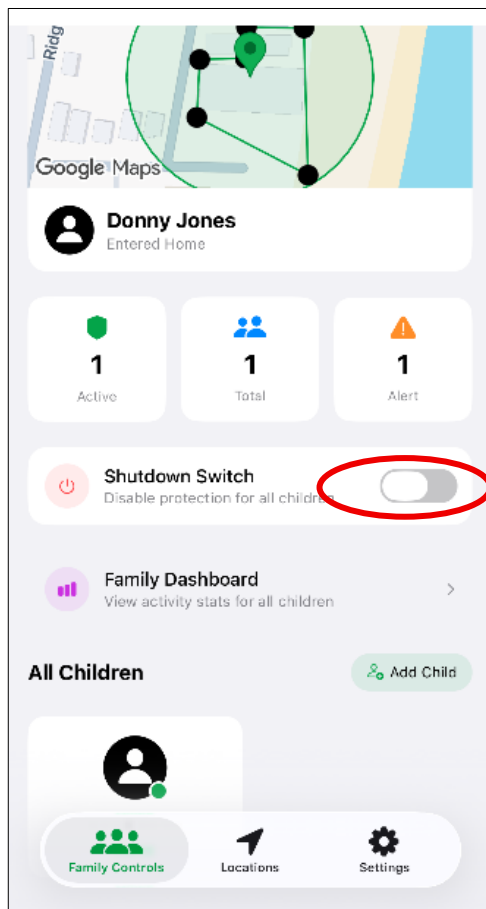 Ridg
Google Maps
Donny Jones
Entered Home
1
Active
1
Total
1
Alert
Shutdown Switch
Disable protection for all children
Family Dashboard
View activity stats for all children
All Children
Add Child
Family Controls
Locations
Settings